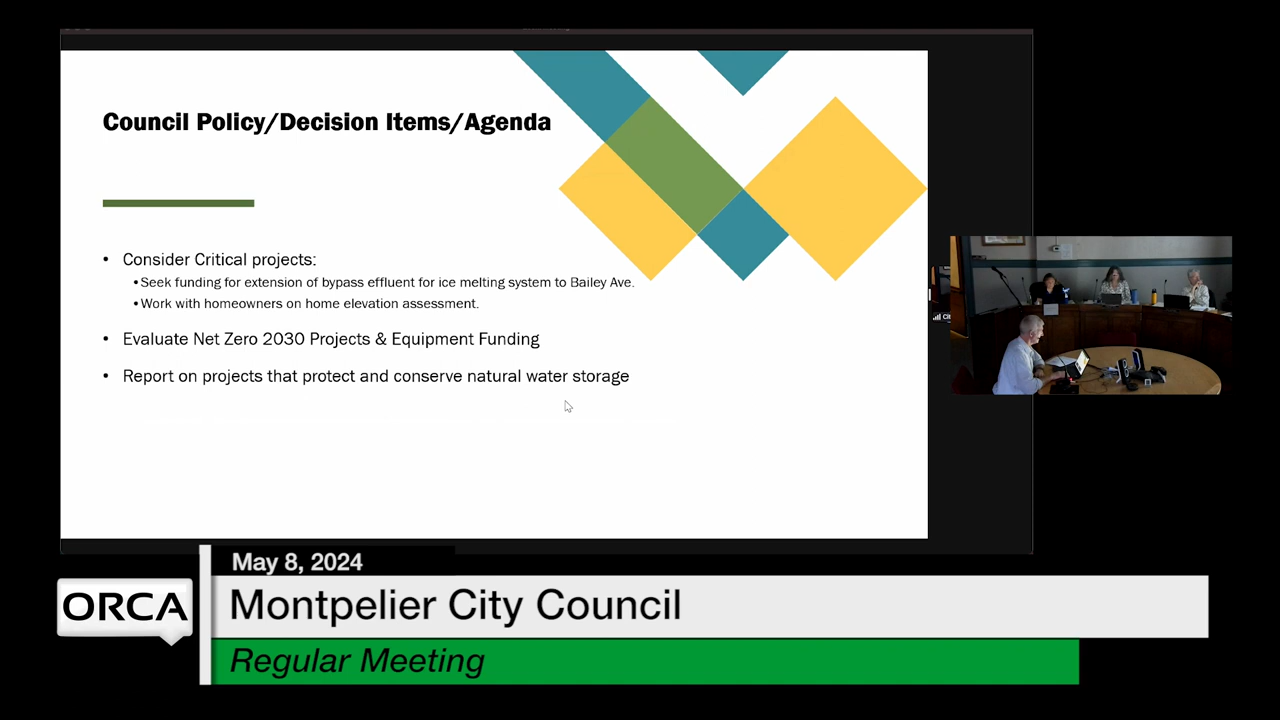 Council Policy/Decision Items/Agenda
• Consider Critical projects:
•Seek funding for extension of bypass effluent for ice melting system to Bailey Ave.
•Work with homeowners on home elevation assessment.
• Evaluate Net Zero 2030 Projects & Equipment Funding
• Report on projects that protect and conserve natural water storage
May 8, 2024
ORCA
Montpelier City Council
Regular Meeting